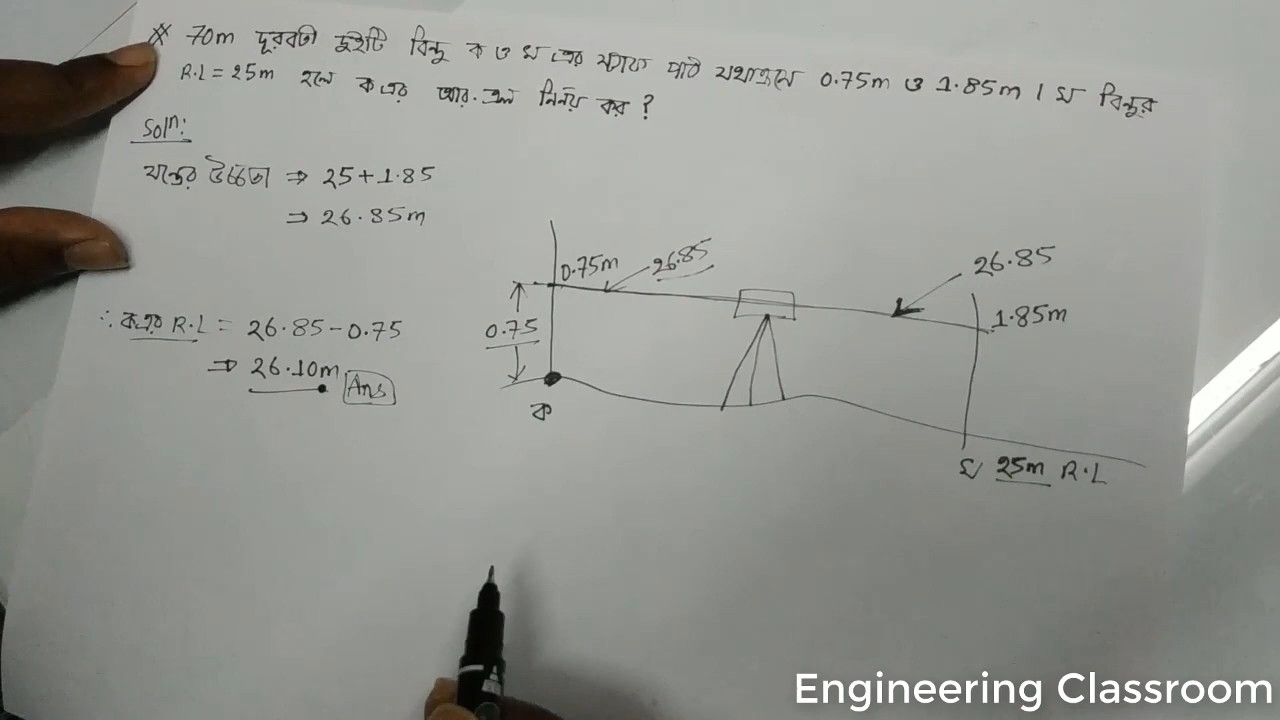 ※ 70m দূরবর্তী দুইটি বিন্দু ক ও খ এর স্টাফ পাঠ যথাক্রমে 0.75m ও 1.85m । খ বিন্দুর
R.L = 25m হলে ক এর আর.এল নির্নয় কর ?
Soln:
যন্ত্রের উচ্চতা ⇒ 25+1.85
⇒ 26.85m
0.75m
26.85
26.85
1.85m
0.75
∴ ক এর R.L = 26.85-0.75
⇒ 26.10m
Ans
ক
খ 25m R.L
Engineering Classroom